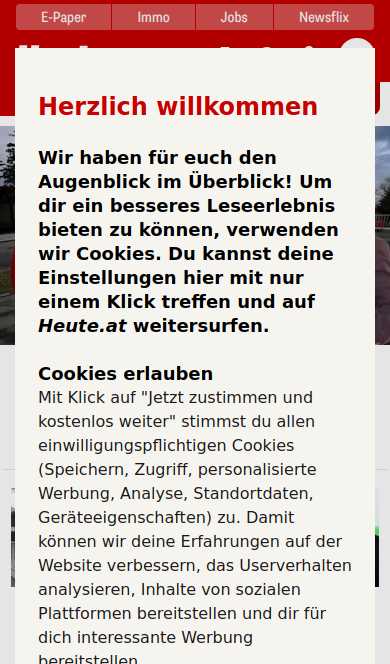 E-Paper Immo Jobs Newsflix
Herzlich willkommen
Wir haben für euch den
Augenblick im Überblick! Um
dir ein besseres Leseerlebnis
bieten zu können, verwenden
wir Cookies. Du kannst deine
Einstellungen hier mit nur
einem Klick treffen und auf
Heute.at weitersurfen.
Cookies erlauben
Mit Klick auf "Jetzt zustimmen und
kostenlos weiter" stimmst du allen
einwilligungspflichtigen Cookies
(Speichern, Zugriff, personalisierte
Werbung, Analyse, Standortdaten,
Geräteeigenschaften) zu. Damit
können wir deine Erfahrungen auf der
Website verbessern, das Userverhalten
analysieren, Inhalte von sozialen
Plattformen bereitstellen und dir für
dich interessante Werbung
bereitstellen